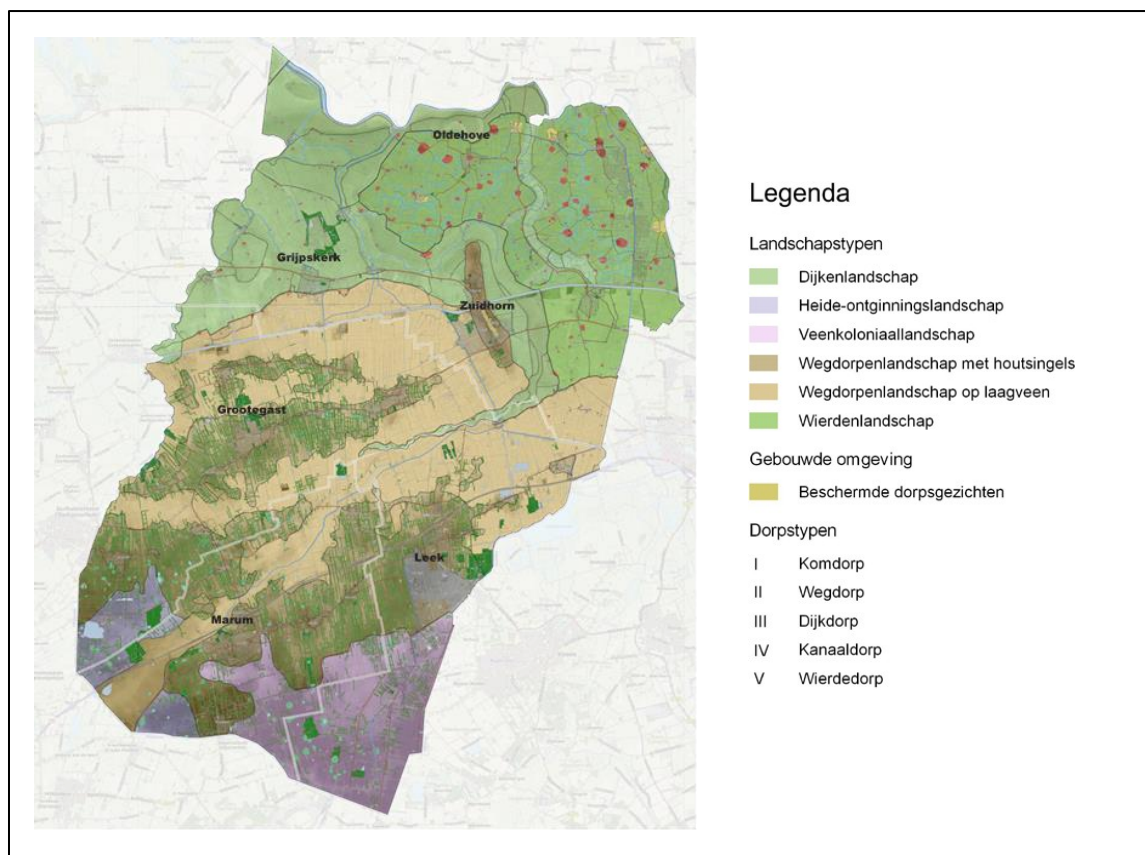 Oldehove
Grijpskerk
Zuidhorn
Grootegast
Leek
Marum
Legenda
Landschapstypen
Dijkenlandschap
Heide-ontginningslandschap
Veenkoloniaallandschap
Wegdorpenlandschap met houtsingels
Wegdorpenlandschap op laagveen
Wierdenlandschap
Gebouwde omgeving
Beschermde dorpsgezichten
Dorpstypen
I Komdorp
II Wegdorp
III Dijkdorp
IV Kanaaldorp
V Wierdedorp